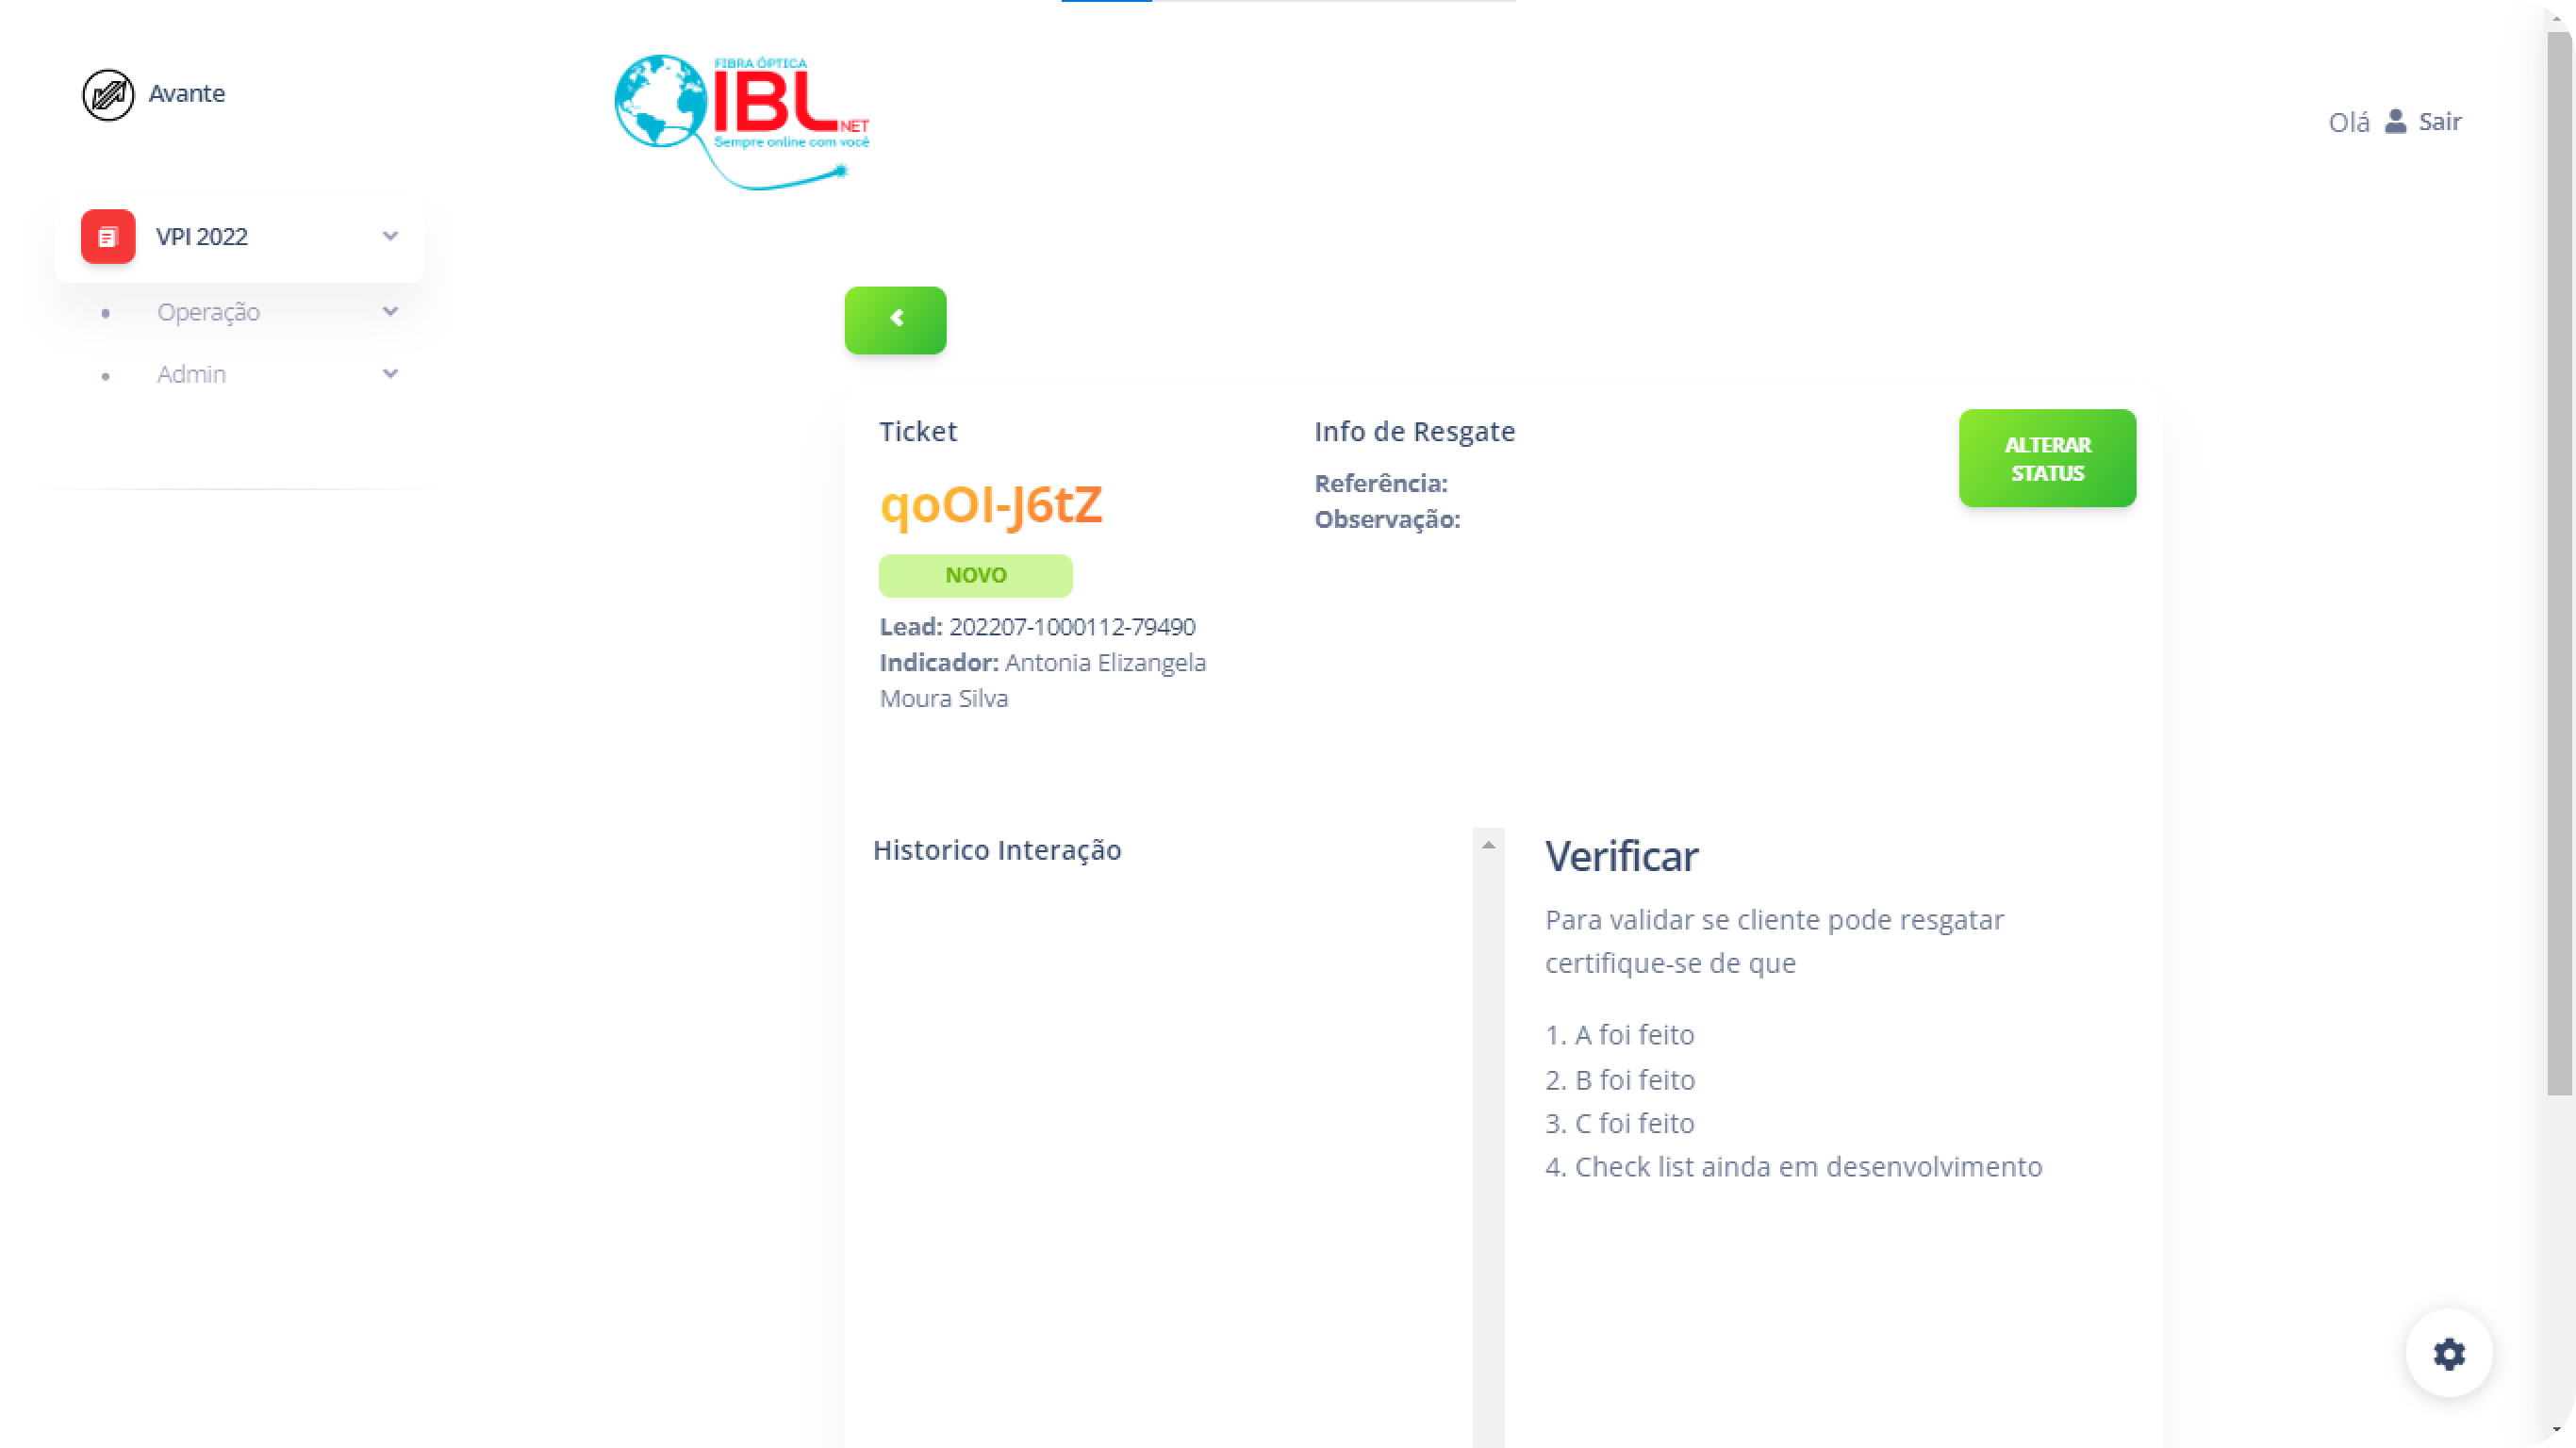 Avante
FIBRA ÓPTICA
IBL NET
Sempre online com você
Olá Sair
VPI 2022
Operação
Admin
Ticket
qoOI-J6tZ
NOVO
Lead: 202207-1000112-79490
Indicador: Antonia Elizangela
Moura Silva
Info de Resgate
Referência:
Observação:
ALTERAR
STATUS
Historico Interação
Verificar
Para validar se cliente pode resgatar
certifique-se de que
1. A foi feito
2. B foi feito
3. C foi feito
4. Check list ainda em desenvolvimento